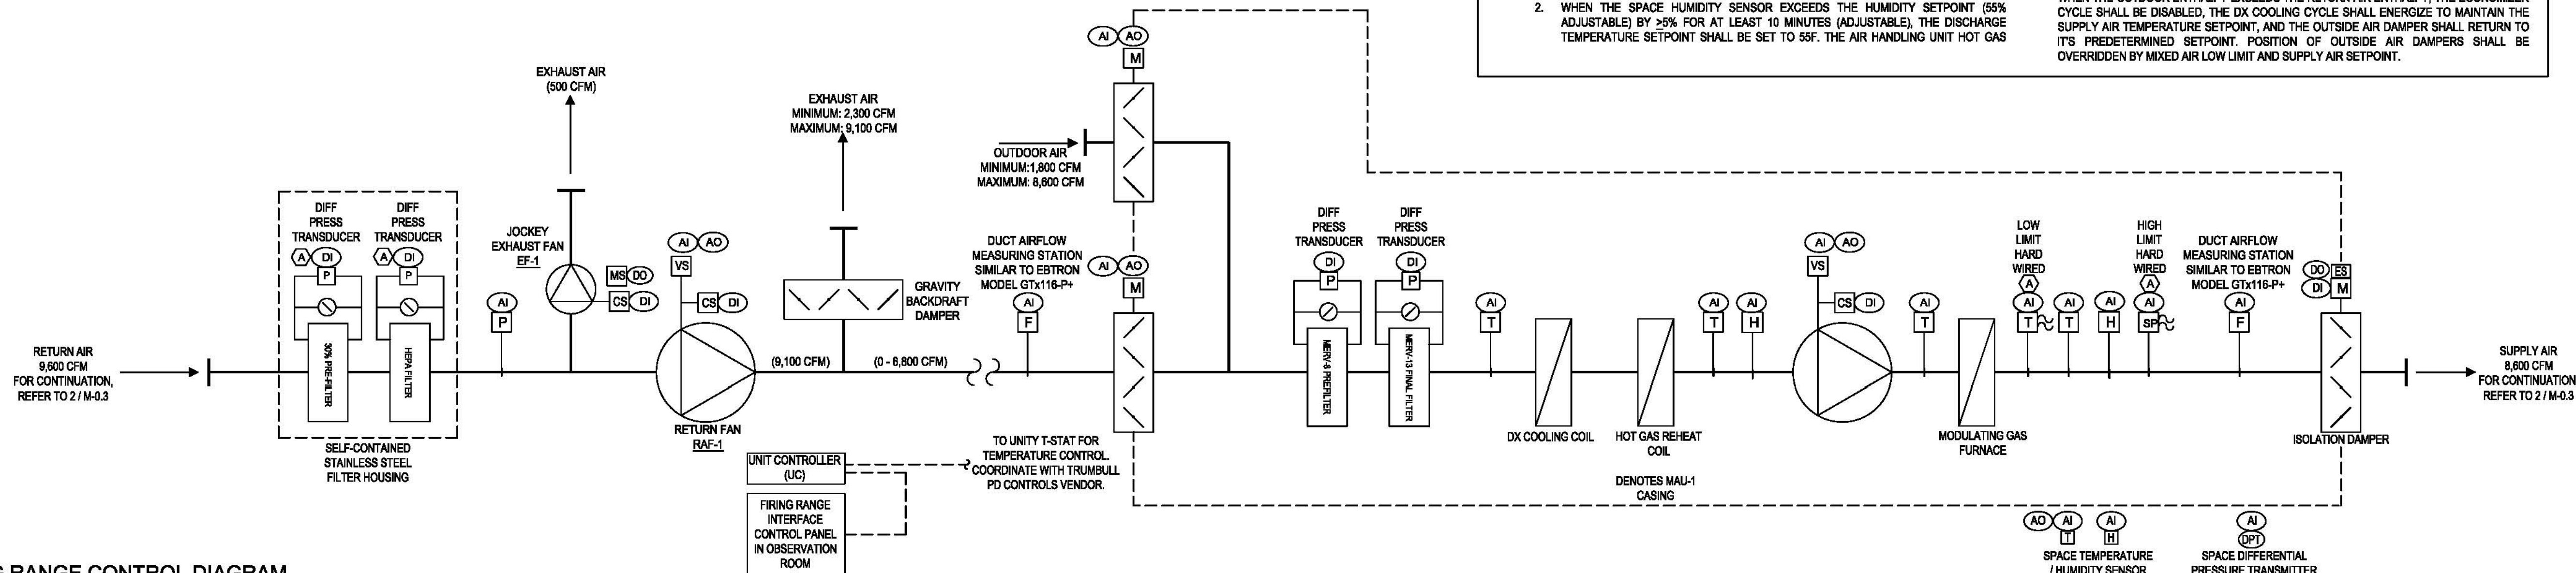 2. WHEN THE SPACE HUMIDITY SENSOR EXCEEDS THE HUMIDITY SETPOINT (55%
ADJUSTABLE) BY ≥5% FOR AT LEAST 10 MINUTES (ADJUSTABLE), THE DISCHARGE
TEMPERATURE SETPOINT SHALL BE SET TO 55F. THE AIR HANDLING UNIT HOT GAS
CYCLE SHALL BE DISABLED, THE DX COOLING CYCLE SHALL ENERGIZE TO MAINTAIN THE
SUPPLY AIR TEMPERATURE SETPOINT, AND THE OUTSIDE AIR DAMPER SHALL RETURN TO
IT'S PREDETERMINED SETPOINT. POSITION OF OUTSIDE AIR DAMPERS SHALL BE
OVERRIDDEN BY MIXED AIR LOW LIMIT AND SUPPLY AIR SETPOINT.
AI AO
M
EXHAUST AIR
(500 CFM)
EXHAUST AIR
MINIMUM: 2,300 CFM
MAXIMUM: 9,100 CFM
OUTDOOR AIR
MINIMUM:1,800 CFM
MAXIMUM: 8,600 CFM
DIFF
PRESS
TRANSDUCER
A DI
P
30% PRE-FILTER
DIFF
PRESS
TRANSDUCER
A DI
P
HEPA FILTER
SELF-CONTAINED
STAINLESS STEEL
FILTER HOUSING
RETURN AIR
9,600 CFM
FOR CONTINUATION,
REFER TO 2 / M-0.3
AI
P
JOCKEY
EXHAUST FAN
EF-1
MS DO
CS DI
AI AO
VS
CS DI
RETURN FAN
RAF-1
(9,100 CFM)
GRAVITY
BACKDRAFT
DAMPER
(0 - 6,800 CFM)
DUCT AIRFLOW
MEASURING STATION
SIMILAR TO EBTRON
MODEL GTx116-P+
AI
F
AI AO
M
UNIT CONTROLLER
(UC)
FIRING RANGE
INTERFACE
CONTROL PANEL
IN OBSERVATION
ROOM
TO UNITY T-STAT FOR
TEMPERATURE CONTROL.
COORDINATE WITH TRUMBULL
PD CONTROLS VENDOR.
DIFF
PRESS
TRANSDUCER
DI
P
MERV-8 PREFILTER
DIFF
PRESS
TRANSDUCER
DI
P
MERV-13 FINAL FILTER
AI
T
DX COOLING COIL
HOT GAS REHEAT
COIL
AI
T
AI
H
AI AO
VS
CS DI
AI
T
MODULATING GAS
FURNACE
LOW
LIMIT
HARD
WIRED
A
AI
T
AI
T
AI
H
HIGH
LIMIT
HARD
WIRED
A
AI
SP
DUCT AIRFLOW
MEASURING STATION
SIMILAR TO EBTRON
MODEL GTx116-P+
AI
F
DO ES
DI M
ISOLATION DAMPER
SUPPLY AIR
8,600 CFM
FOR CONTINUATION
REFER TO 2 / M-0.3
DENOTES MAU-1
CASING
AO AI
T
AI
H
SPACE TEMPERATURE
/ HUMIDITY SENSOR
AI
DPT
SPACE DIFFERENTIAL
PRESSURE TRANSMITTER
RANGE CONTROL DIAGRAM